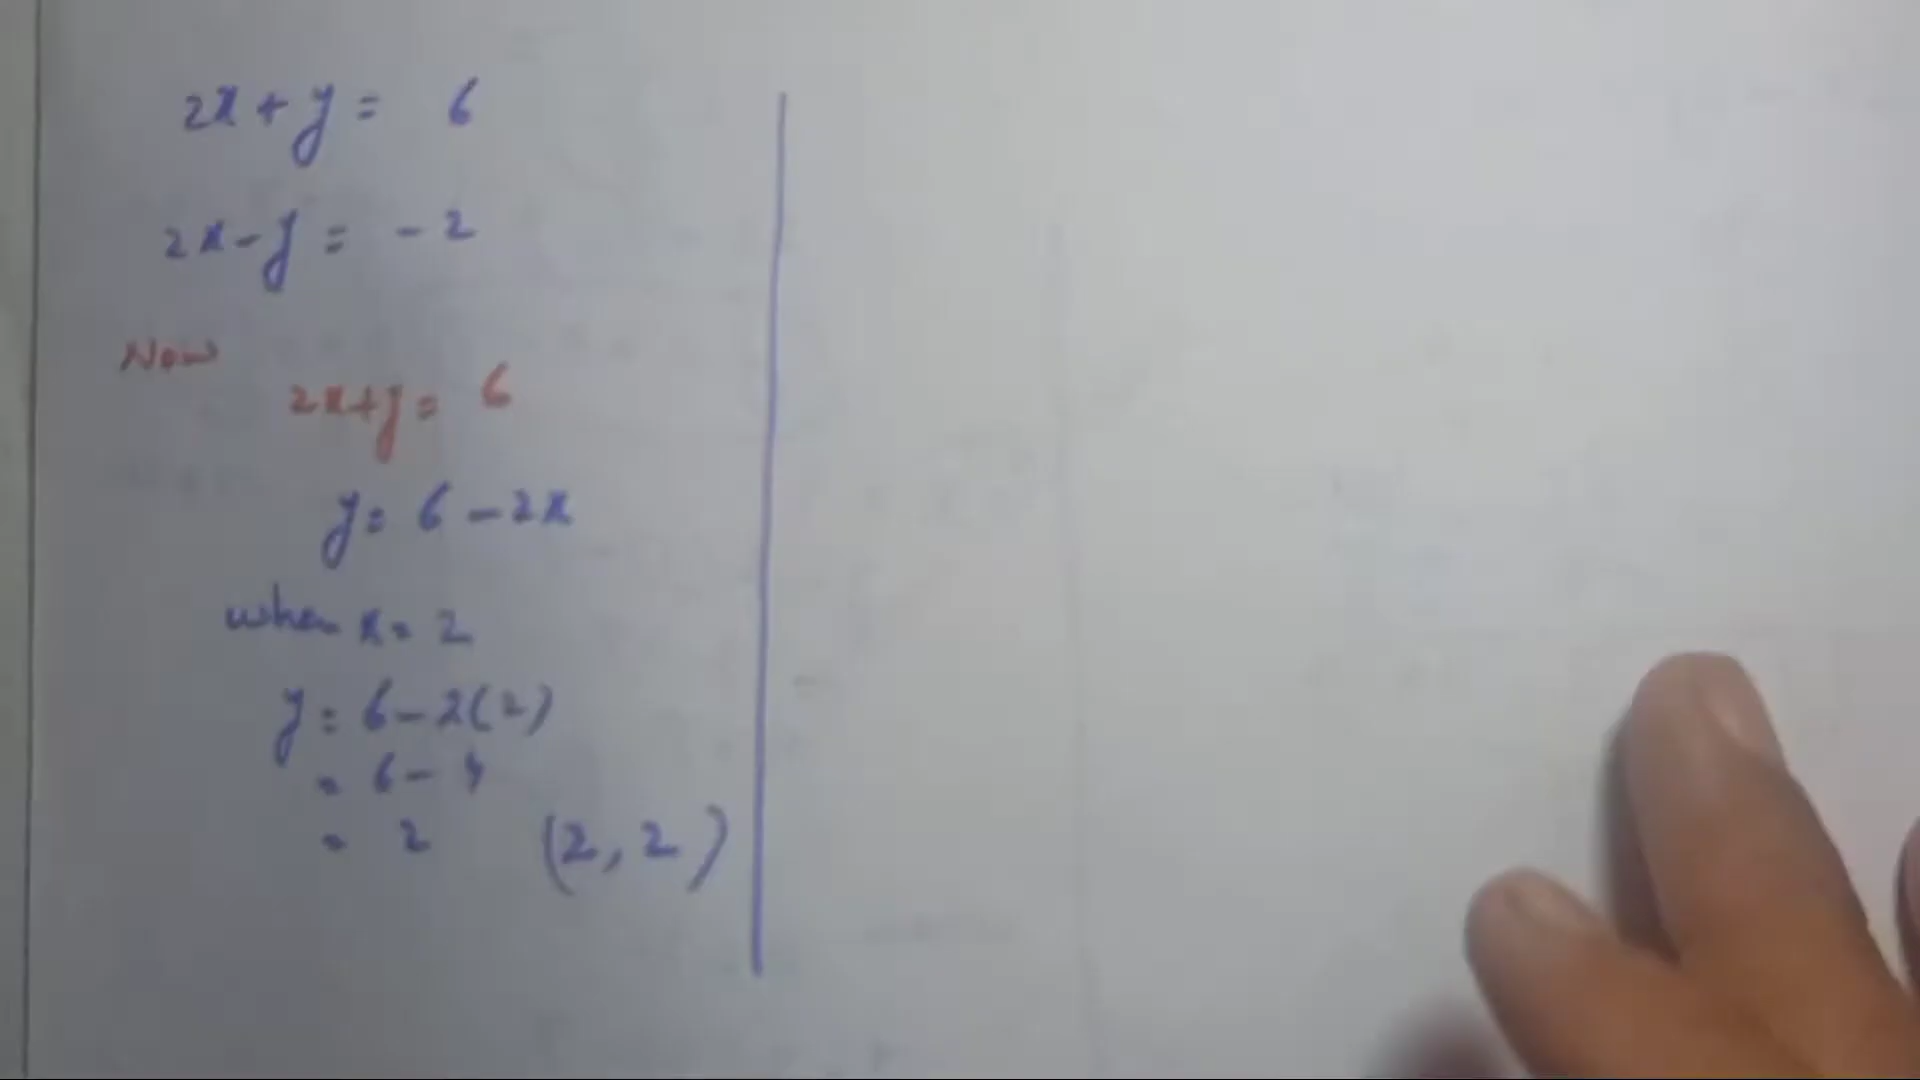 2x + y = 6
2x - y = - 2
Now
2x + y = 6
y = 6 - 2x
when x = 2
y = 6 - 2(2)
= 6 - 4
= 2 (2, 2)